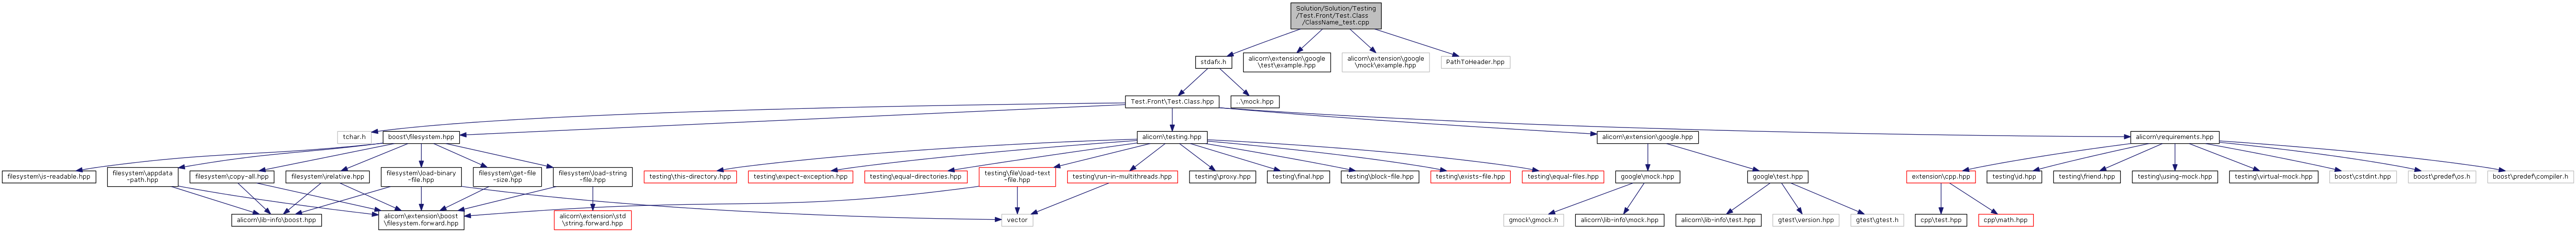 Solution/Solution/Testing
/Test.Front/Test.Class
/ClassName_test.cpp
stdafx.h
alicorn\extension\google
\test\example.hpp
alicorn\extension\google
\mock\example.hpp
PathToHeader.hpp
Test.Front\Test.Class.hpp
..\mock.hpp
tchar.h
boost\filesystem.hpp
alicorn\testing.hpp
alicorn\extension\google.hpp
alicorn\requirements.hpp
filesystem\is-readable.hpp
filesystem\appdata
-path.hpp
filesystem\copy-all.hpp
filesystem\relative.hpp
filesystem\load-binary
-file.hpp
filesystem\get-file
-size.hpp
filesystem\load-string
-file.hpp
testing\this-directory.hpp
testing\expect-exception.hpp
testing\equal-directories.hpp
testing\file\load-text
-file.hpp
testing\run-in-multithreads.hpp
testing\proxy.hpp
testing\final.hpp
testing\block-file.hpp
testing\exists-file.hpp
testing\equal-files.hpp
google\mock.hpp
google\test.hpp
extension\cpp.hpp
testing\id.hpp
testing\friend.hpp
testing\using-mock.hpp
testing\virtual-mock.hpp
boost\cstdint.hpp
boost\predef\os.h
boost\predef\compiler.h
alicorn\lib-info\boost.hpp
alicorn\extension\boost
\filesystem.forward.hpp
alicorn\extension\std
\string.forward.hpp
vector
gmock\gmock.h
alicorn\lib-info\mock.hpp
alicorn\lib-info\test.hpp
gtest\version.hpp
gtest\gtest.h
cpp\test.hpp
cpp\math.hpp